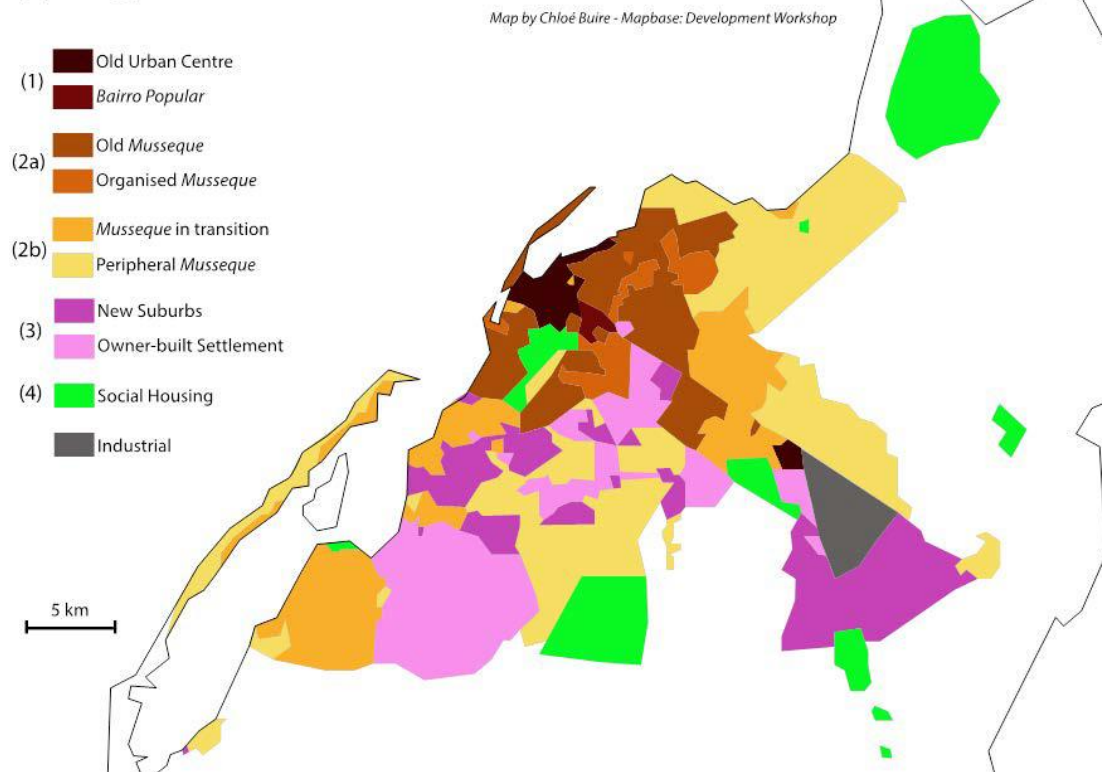 Map by Chloé Buire - Mapbase: Development Workshop
(1)
Old Urban Centre
Bairro Popular
(2a)
Old Musseque
Organised Musseque
(2b)
Musseque in transition
Peripheral Musseque
(3)
New Suburbs
Owner-built Settlement
(4)
Social Housing
Industrial
5 km